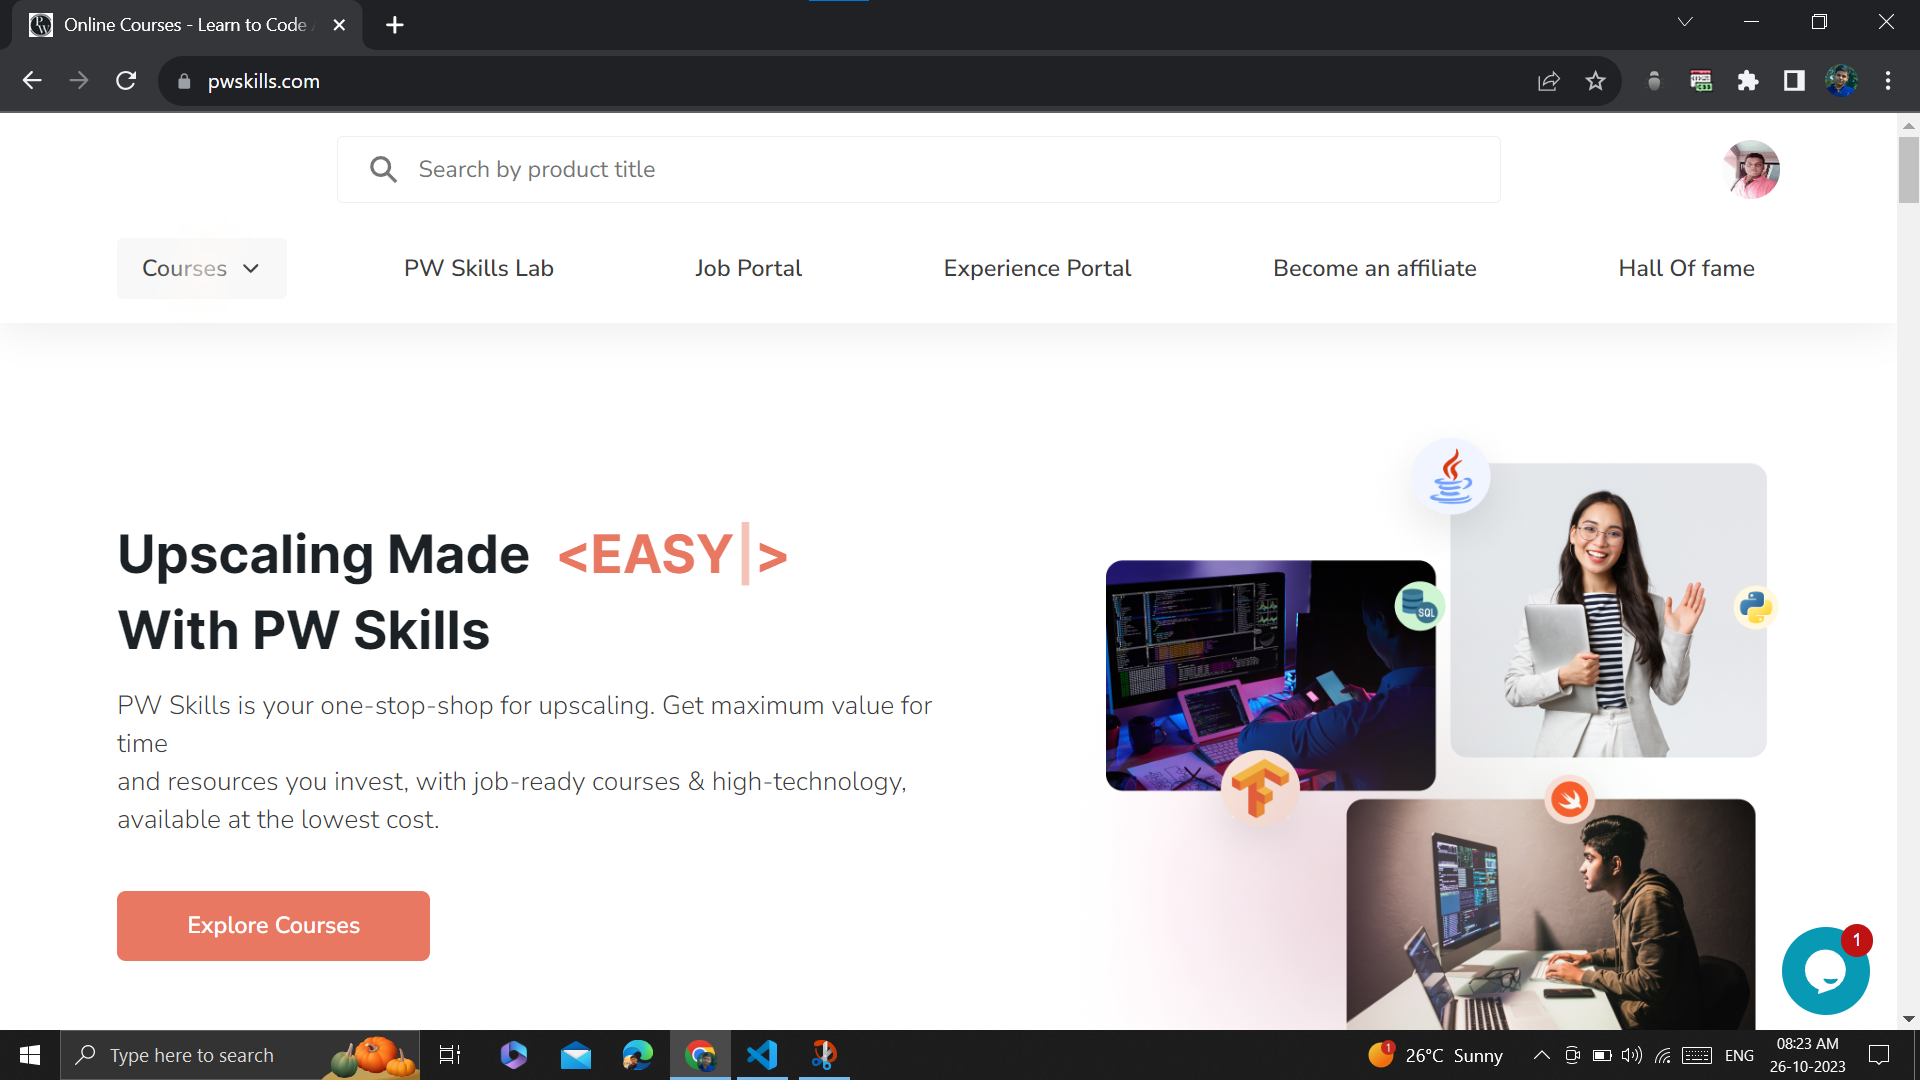 Online Courses - Learn to Code
pwskills.com
Search by product title
Courses
PW Skills Lab
Job Portal
Experience Portal
Become an affiliate
Hall Of fame
Upscaling Made <EASY|>
With PW Skills
PW Skills is your one-stop-shop for upscaling. Get maximum value for
time
and resources you invest, with job-ready courses & high-technology,
available at the lowest cost.
SQL
Explore Courses
1
Type here to search
1
26°C Sunny
ENG
08:23 AM
26-10-2023